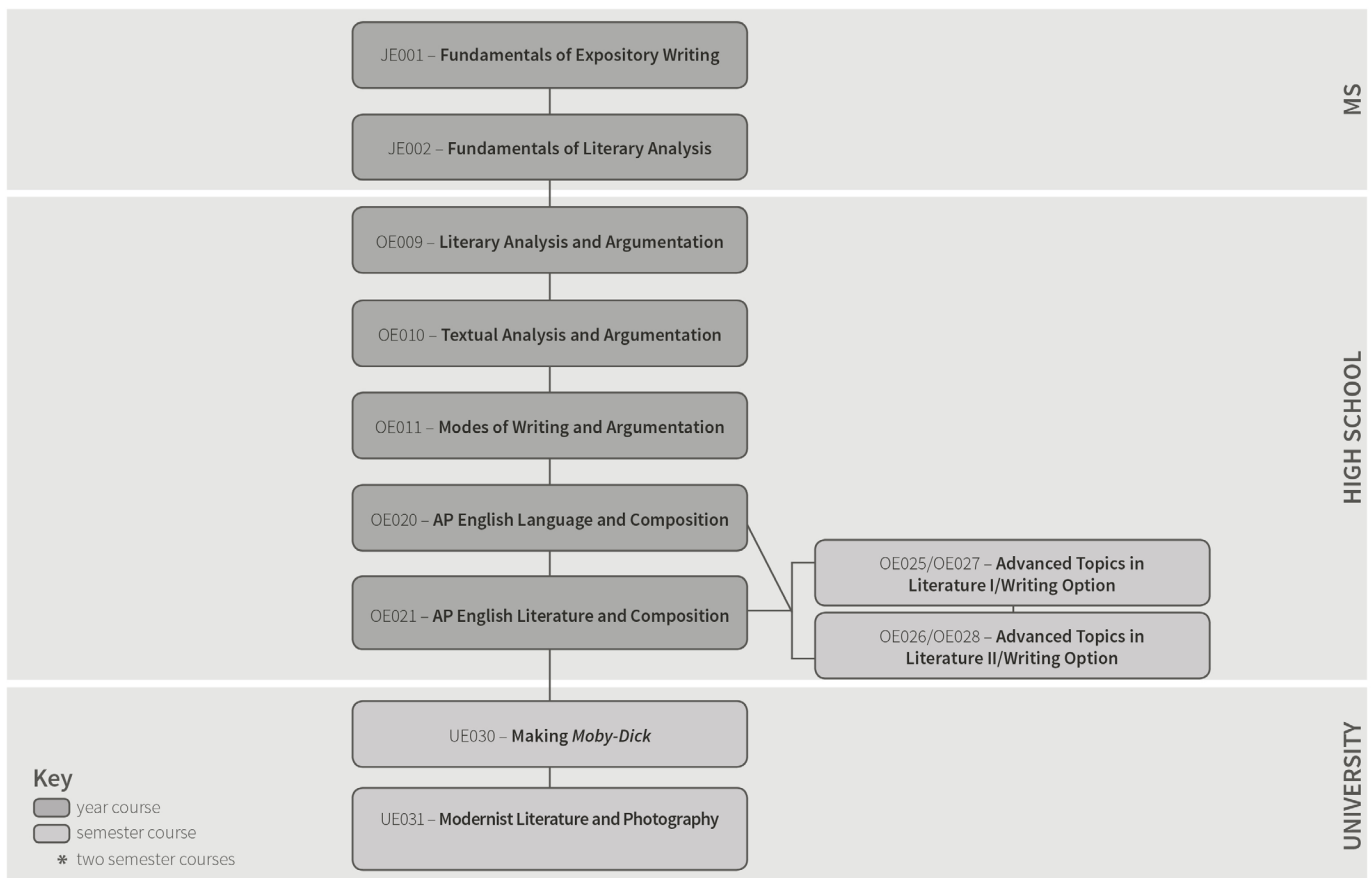 JE001 – Fundamentals of Expository Writing
MS
JE002 – Fundamentals of Literary Analysis
OE009 – Literary Analysis and Argumentation
OE010 – Textual Analysis and Argumentation
HIGH SCHOOL
OE011 – Modes of Writing and Argumentation
OE020 – AP English Language and Composition
OE025/OE027 – Advanced Topics in
Literature I/Writing Option
OE021 – AP English Literature and Composition
OE026/OE028 – Advanced Topics in
Literature II/Writing Option
UE030 – Making Moby-Dick
UNIVERSITY
UE031 – Modernist Literature and Photography
Key
year course
semester course
* two semester courses